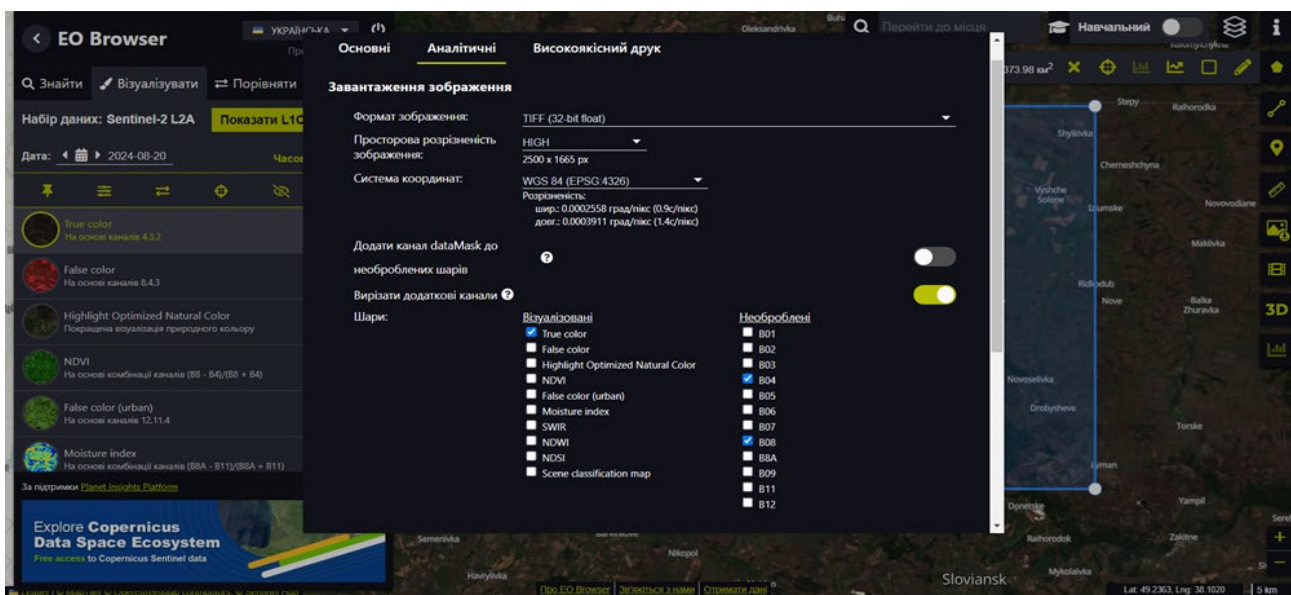 EO Browser
УКРАЇНСЬКА
Знайти
Візуалізувати
Порівняти
Набір даних: Sentinel-2 L2A
Показати L1C
Дата:
2024-08-20
True color
На основі каналів 4,3,2
False color
На основі каналів 8,4,3
Highlight Optimized Natural Color
Покращена візуалізація природного кольору
NDVI
На основі комбінації каналів (B8 - B4)/(B8 + B4)
False color (urban)
На основі каналів 12,11,4
Moisture index
На основі комбінації каналів (B8A - B11)/(B8A + B11)
За підтримки Planet Insights Platform
Explore Copernicus
Data Space Ecosystem
Free access to Copernicus Sentinel data
Основні
Аналітичні
Високоякісний друк
Завантаження зображення
Формат зображення:
TIFF (32-bit float)
Просторова розрізненість
зображення:
HIGH
2500 x 1665 px
Система координат:
WGS 84 (EPSG:4326)
Розрізненість:
шир.: 0.0002558 град/пікс (0.9с/пікс)
довг.: 0.0003911 град/пікс (1.4с/пікс)
Додати канал dataMask до
необроблених шарів
Вирізати додаткові канали
Шари:
Візуалізовані
True color
False color
Highlight Optimized Natural Color
NDVI
False color (urban)
Moisture index
SWIR
NDWI
NDSI
Scene classification map
Необроблені
B01
B02
B03
B04
B05
B06
B07
B08
B8A
B09
B11
B12
Oleksandrivka
Перейти до місця
Навчальний
373.98 км²
Stepy
Raihorodka
Shyikivka
Chemeshchyna
Vyshche
Solone
Novovodiane
Makiivka
Nove
Balka
Zhuravka
3D
Novoselivka
Drobysheve
Torske
Yampil
Raihorodok
Zakitne
Mykolaivka
Sloviansk
Semenivka
Nikopol
Havrylivka
Про EO Browser
Зв'яжіться з нами
Отримати дані
Lat: 49.2363, Lng: 38.1020
5 km